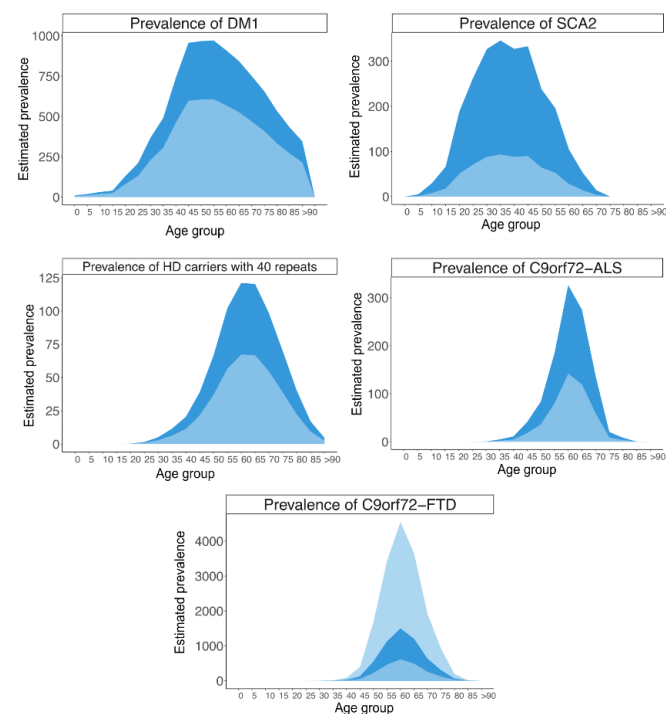 Prevalence of DM1
Estimated prevalence
1000
750
500
250
0
0 5 10 15 20 25 30 35 40 45 50 55 60 65 70 75 80 85 >90
Age group
Prevalence of SCA2
Estimated prevalence
300
200
100
0
0 5 10 15 20 25 30 35 40 45 50 55 60 65 70 75 80 85 >90
Age group
Prevalence of HD carriers with 40 repeats
Estimated prevalence
125
100
75
50
25
0
0 5 10 15 20 25 30 35 40 45 50 55 60 65 70 75 80 85 >90
Age group
Prevalence of C9orf72−ALS
Estimated prevalence
300
200
100
0
0 5 10 15 20 25 30 35 40 45 50 55 60 65 70 75 80 85 >90
Age group
Prevalence of C9orf72−FTD
Estimated prevalence
4000
3000
2000
1000
0
0 5 10 15 20 25 30 35 40 45 50 55 60 65 70 75 80 85 >90
Age group